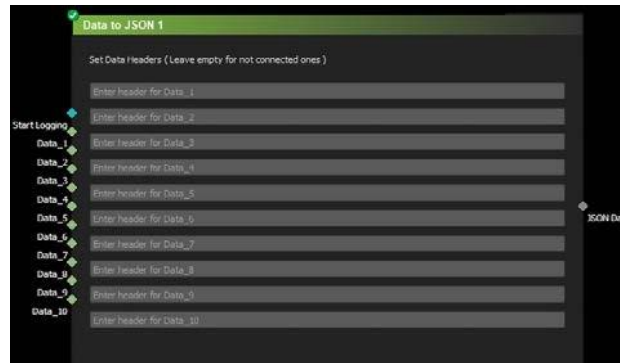 Data to JSON 1
Set Data Headers ( Leave empty for not connected ones )
Enter header for Data_1
Enter header for Data_2
Enter header for Data_3
Enter header for Data_4
Enter header for Data_5
Enter header for Data_6
Enter header for Data_7
Enter header for Data_8
Enter header for Data_9
Enter header for Data_10
Start Logging
Data_1
Data_2
Data_3
Data_4
Data_5
Data_6
Data_7
Data_8
Data_9
Data_10
JSON Da